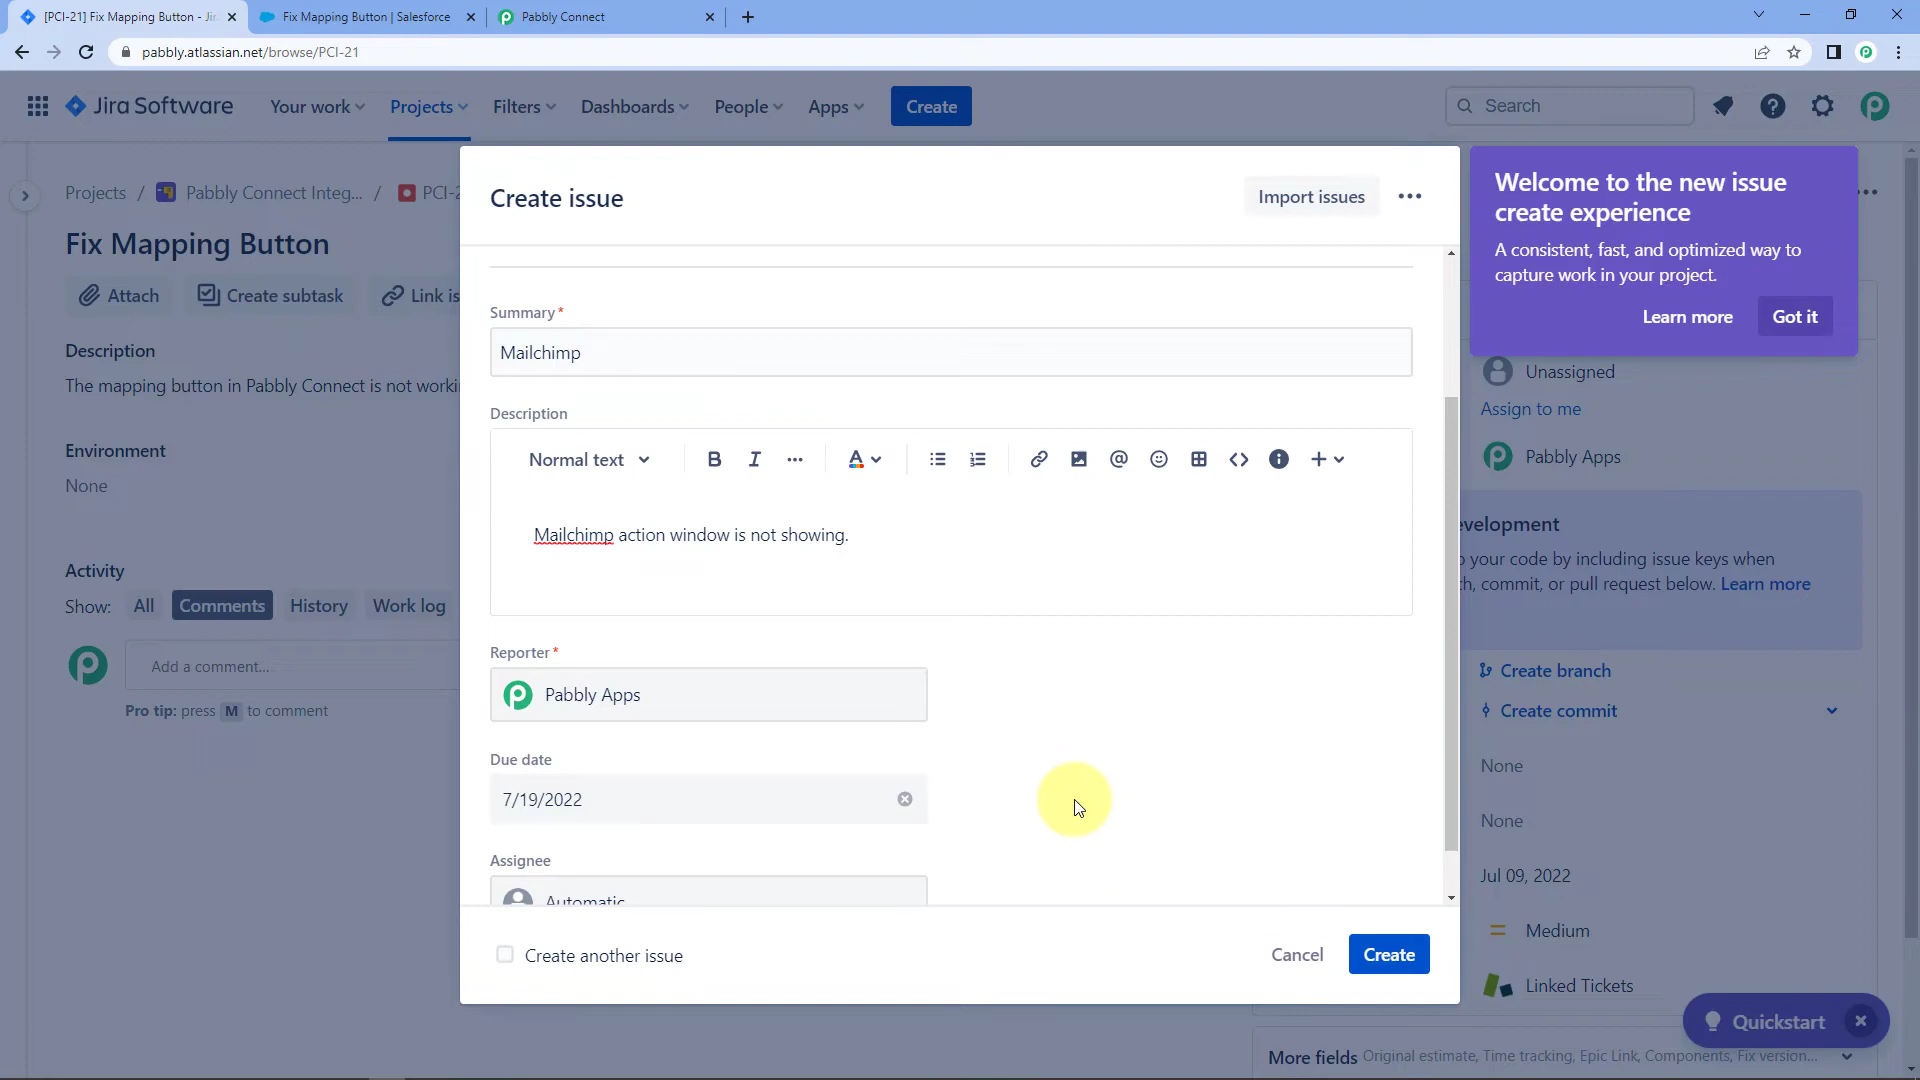 [PCI-21] Fix Mapping Button - Jir
Fix Mapping Button | Salesforce
Pabbly Connect
pabbly.atlassian.net/browse/PCI-21
Jira Software
Your work
Projects
Filters
Dashboards
People
Apps
Create
Search
Projects / Pabbly Connect Integ... / PCI-2
Fix Mapping Button
Attach
Create subtask
Link is
Description
The mapping button in Pabbly Connect is not worki
Environment
None
Activity
Show:
All
Comments
History
Work log
Add a comment...
Pro tip: press M to comment
Create issue
Import issues
Summary*
Mailchimp
Description
Normal text
Mailchimp action window is not showing.
Reporter*
Pabbly Apps
Due date
7/19/2022
Assignee
Automatic
Create another issue
Cancel
Create
Welcome to the new issue
create experience
A consistent, fast, and optimized way to
capture work in your project.
Learn more
Got it
Unassigned
Assign to me
Pabbly Apps
evelopment
your code by including issue keys when
ch, commit, or pull request below. Learn more
Create branch
Create commit
None
None
Jul 09, 2022
Medium
Linked Tickets
Quickstart
More fields Original estimate, Time tracking, Epic Link, Components, Fix version...